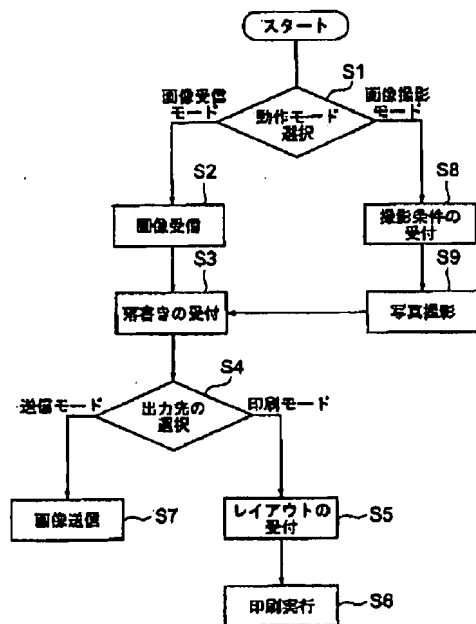 スタート
S1
画像受信
モード
画像撮影
モード
動作モード
選択
S2
画像受信
S8
撮影条件の
受付
S3
落書きの受付
S9
写真撮影
S4
送信モード
出力先の
選択
印刷モード
画像送信
S7
レイアウトの
受付
S5
印刷実行
S6